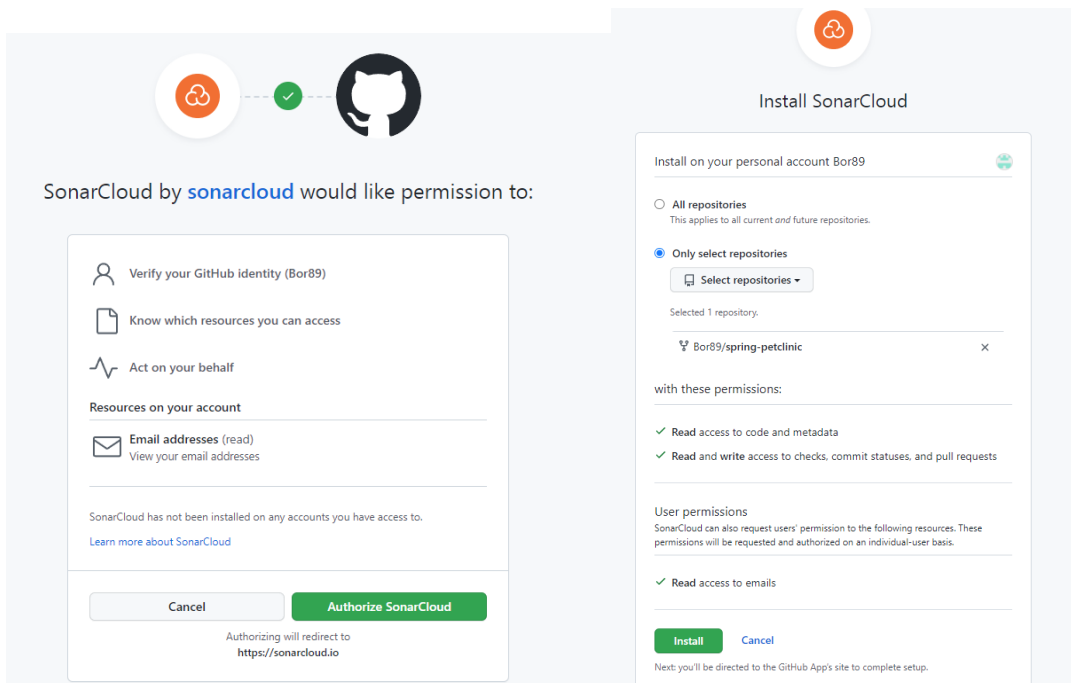 SonarCloud by sonarcloud would like permission to:
Verify your GitHub identity (Bor89)
Know which resources you can access
Act on your behalf
Resources on your account
Email addresses (read)
View your email addresses
SonarCloud has not been installed on any accounts you have access to.
Learn more about SonarCloud
Cancel
Authorize SonarCloud
Authorizing will redirect to
https://sonarcloud.io
Install SonarCloud
Install on your personal account Bor89
All repositories
This applies to all current and future repositories.
Only select repositories
Select repositories
Selected 1 repository.
Bor89/spring-petclinic
with these permissions:
Read access to code and metadata
Read and write access to checks, commit statuses, and pull requests
User permissions
SonarCloud can also request users' permission to the following resources. These
permissions will be requested and authorized on an individual-user basis.
Read access to emails
Install
Cancel
Next: you'll be directed to the GitHub App's site to complete setup.